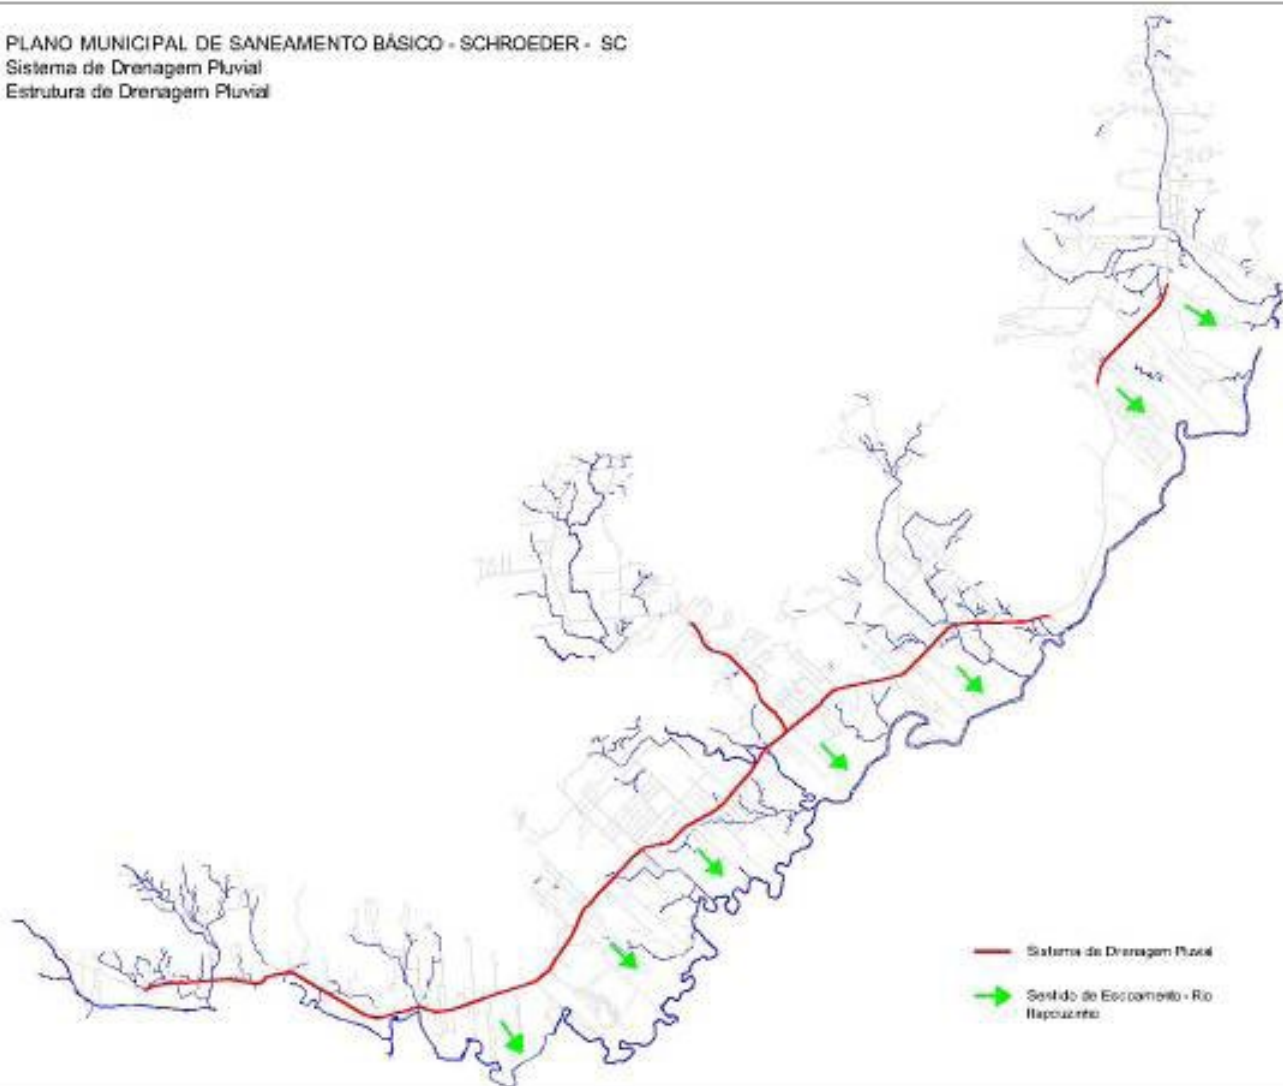 PLANO MUNICIPAL DE SANEAMENTO BÁSICO - SCHROEDER - SC
Sistema de Drenagem Pluvial
Estrutura de Drenagem Pluvial
Sistema de Drenagem Pluvial
Sentido de Escoamento - Rio
Itapocuzinho